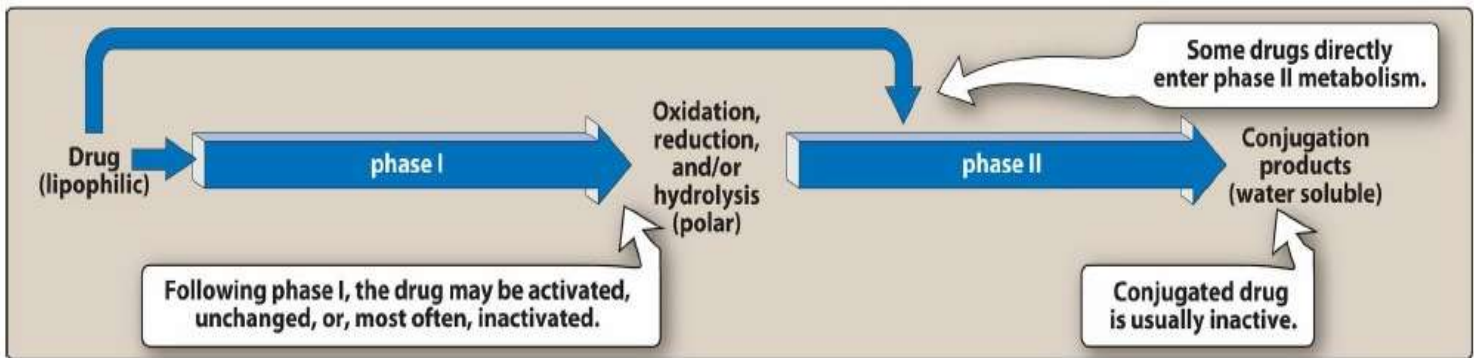 Some drugs directly
enter phase II metabolism.
Drug
(lipophilic)
phase I
Oxidation,
reduction,
and/or
hydrolysis
(polar)
phase II
Conjugation
products
(water soluble)
Following phase I, the drug may be activated,
unchanged, or, most often, inactivated.
Conjugated drug
is usually inactive.